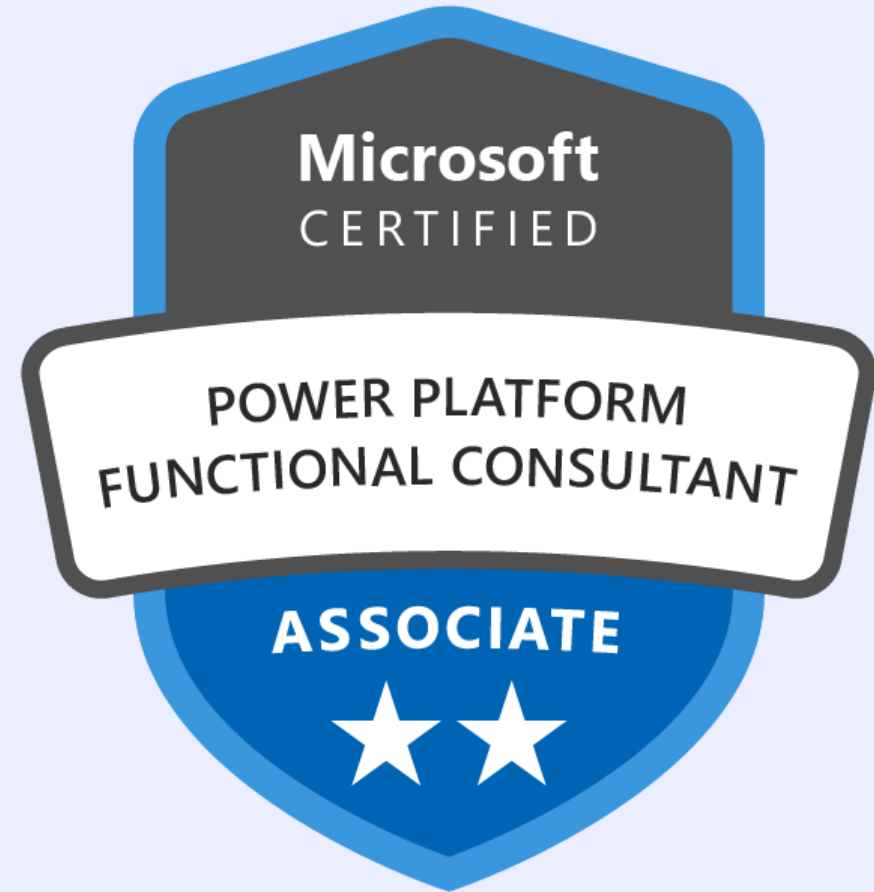 Microsoft
CERTIFIED
POWER PLATFORM
FUNCTIONAL CONSULTANT
ASSOCIATE